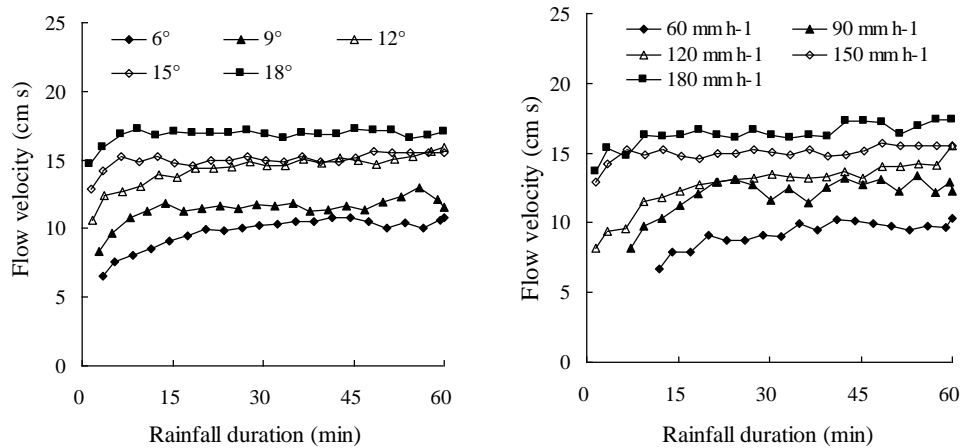 25
20
15
10
5
0
Flow velocity (cm s)
6° 9° 12°
15° 18°
0 15 30 45 60
Rainfall duration (min)
25
20
15
10
5
0
Flow velocity (cm s)
60 mm h-1 90 mm h-1
120 mm h-1 150 mm h-1
180 mm h-1
0 15 30 45 60
Rainfall duration (min)